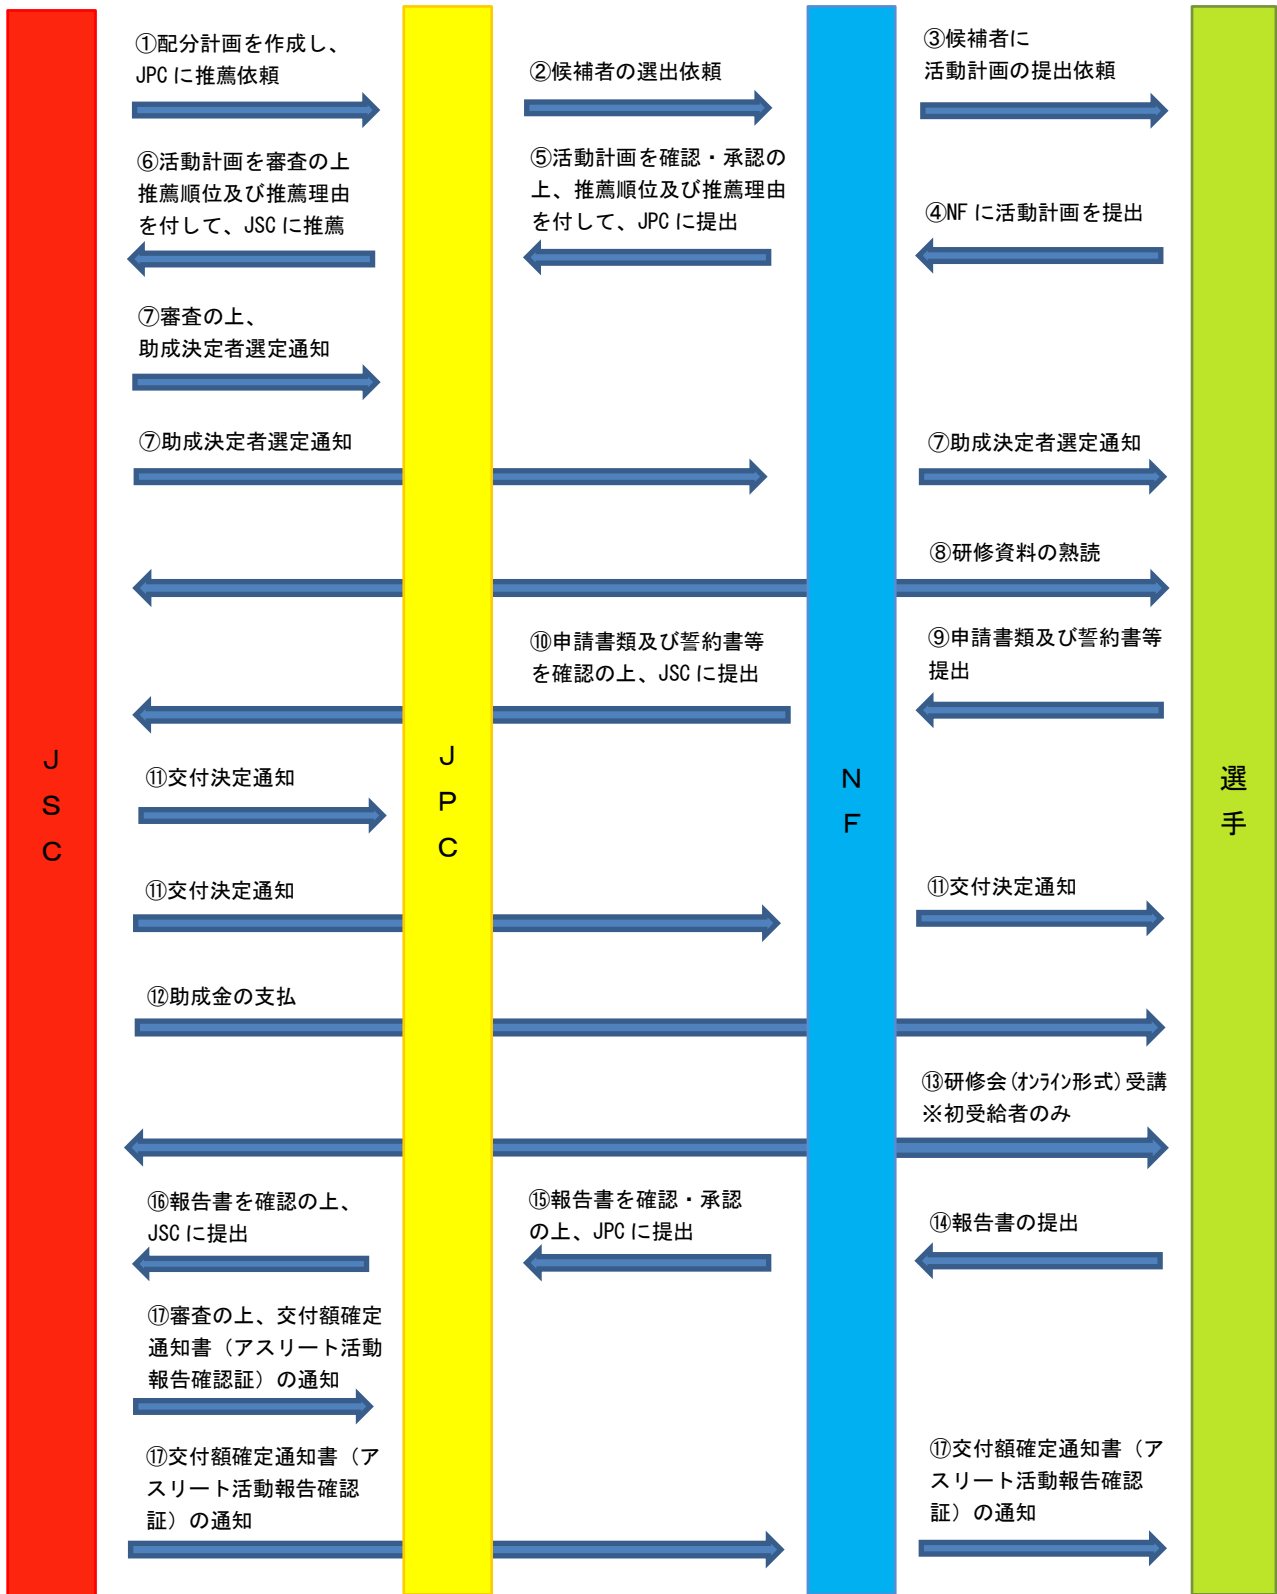 ①配分計画を作成し、
JPCに推薦依頼
②候補者の選出依頼
③候補者に
活動計画の提出依頼
⑥活動計画を審査の上
推薦順位及び推薦理由
を付して、JSCに推薦
⑤活動計画を確認・承認の
上、推薦順位及び推薦理由
を付して、JPCに提出
④NFに活動計画を提出
⑦審査の上、
助成決定者選定通知
⑦助成決定者選定通知
⑦助成決定者選定通知
⑧研修資料の熟読
⑩申請書類及び誓約書等
を確認の上、JSCに提出
⑨申請書類及び誓約書等
提出
JSC
JPC
NF
選手
⑪交付決定通知
⑪交付決定通知
⑪交付決定通知
⑫助成金の支払
⑬研修会(オンライン形式)受講
※初受給者のみ
⑯報告書を確認の上、
JSCに提出
⑮報告書を確認・承認
の上、JPCに提出
⑭報告書の提出
⑰審査の上、交付額確定
通知書（アスリート活動
報告確認証）の通知
⑰交付額確定通知書（ア
スリート活動報告確認
証）の通知
⑰交付額確定通知書（ア
スリート活動報告確認
証）の通知